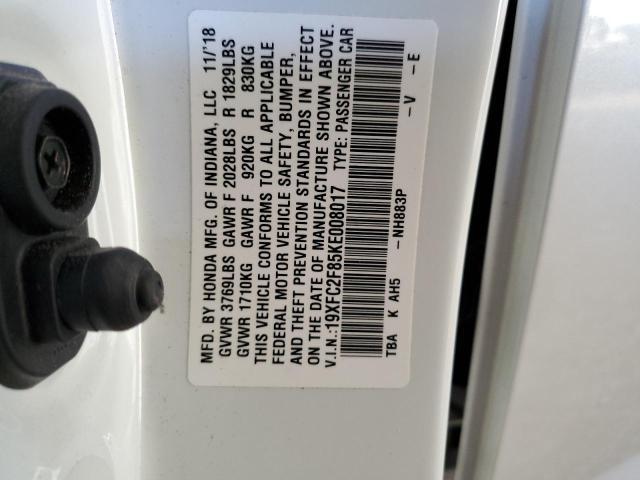 MFD. BY HONDA MFG. OF INDIANA, LLC 11/'18
GVWR 3769LBS GAWR F 2028LBS R 1829LBS
GVWR 1710KG GAWR F 920KG R 830KG
THIS VEHICLE CONFORMS TO ALL APPLICABLE
FEDERAL MOTOR VEHICLE SAFETY, BUMPER,
AND THEFT PREVENTION STANDARDS IN EFFECT
ON THE DATE OF MANUFACTURE SHOWN ABOVE.
V.I.N.:19XFC2F85KE008017 TYPE: PASSENGER CAR
TBA K AH5 -NH883P -V -E